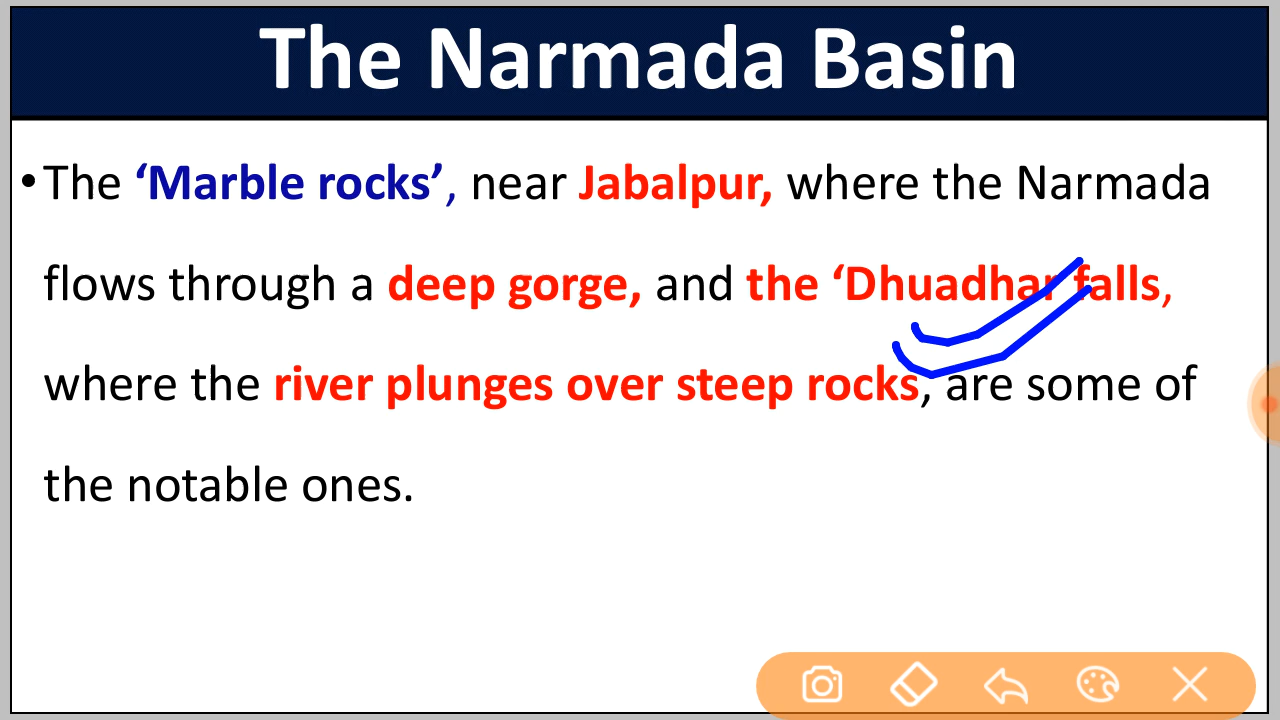 The Narmada Basin
• The ‘Marble rocks’, near Jabalpur, where the Narmada
flows through a deep gorge, and the ‘Dhuadhar falls,
where the river plunges over steep rocks, are some of
the notable ones.